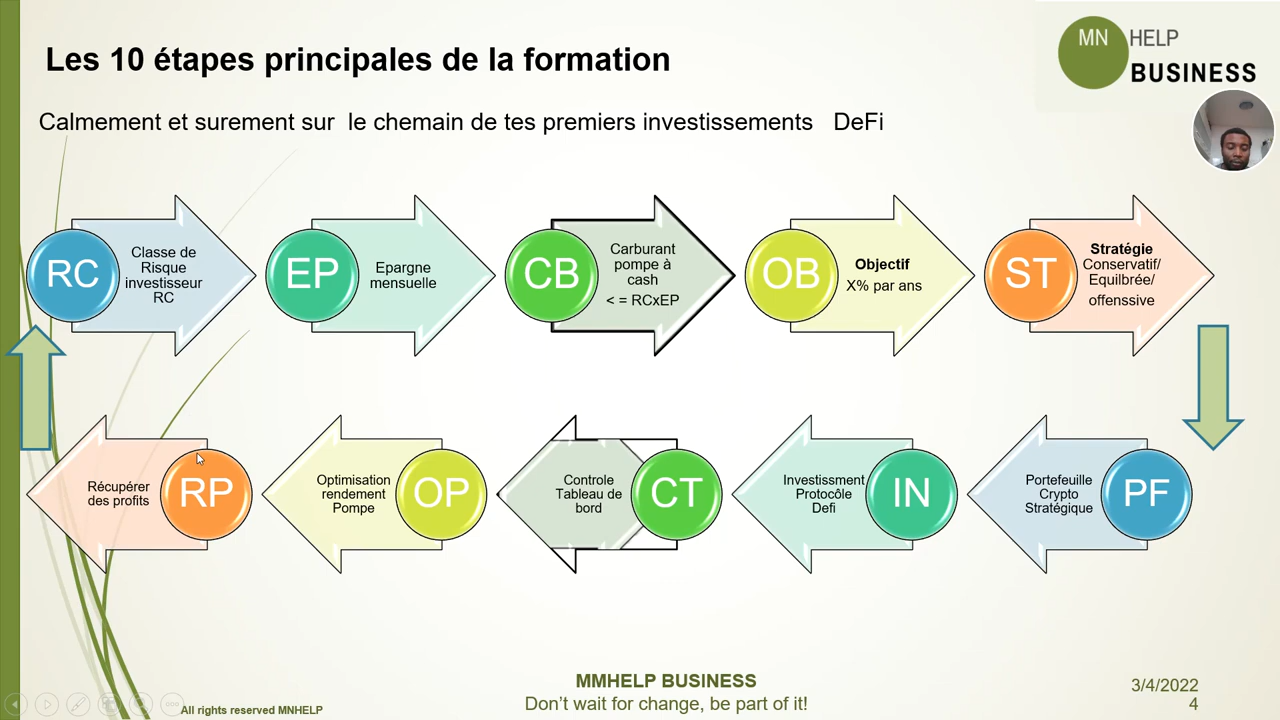 Les 10 étapes principales de la formation
MN HELP
BUSINESS
Calmement et surement sur le chemain de tes premiers investissements DeFi
RC
Classe de
Risque
investisseur
RC
EP
Epargne
mensuelle
CB
Carburant
pompe à
cash
< = RCxEP
OB
Objectif
X% par ans
ST
Stratégie
Conservatif/
Equilbrée/
offenssive
Récupérer
des profits
RP
Optimisation
rendement
Pompe
OP
Controle
Tableau de
bord
CT
Investissment
Protocôle
Defi
IN
Portefeuille
Crypto
Stratégique
PF
MMHELP BUSINESS
Don't wait for change, be part of it!
3/4/2022
4
All rights reserved MNHELP